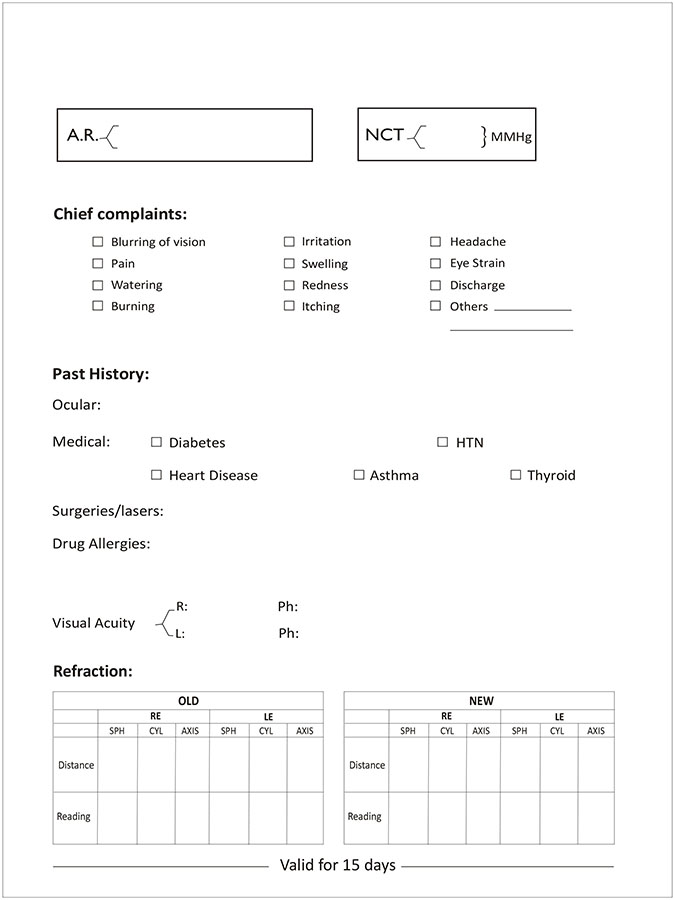 A.R.
NCT } MMHg
Chief complaints:
Blurring of vision Irritation Headache
Pain Swelling Eye Strain
Watering Redness Discharge
Burning Itching Others
Past History:
Ocular:
Medical: Diabetes HTN
Heart Disease Asthma Thyroid
Surgeries/lasers:
Drug Allergies:
R: Ph:
Visual Acuity
L: Ph:
Refraction:
OLD NEW
RE LE RE LE
SPH CYL AXIS SPH CYL AXIS SPH CYL AXIS SPH CYL AXIS
Distance Distance
Reading Reading
Valid for 15 days